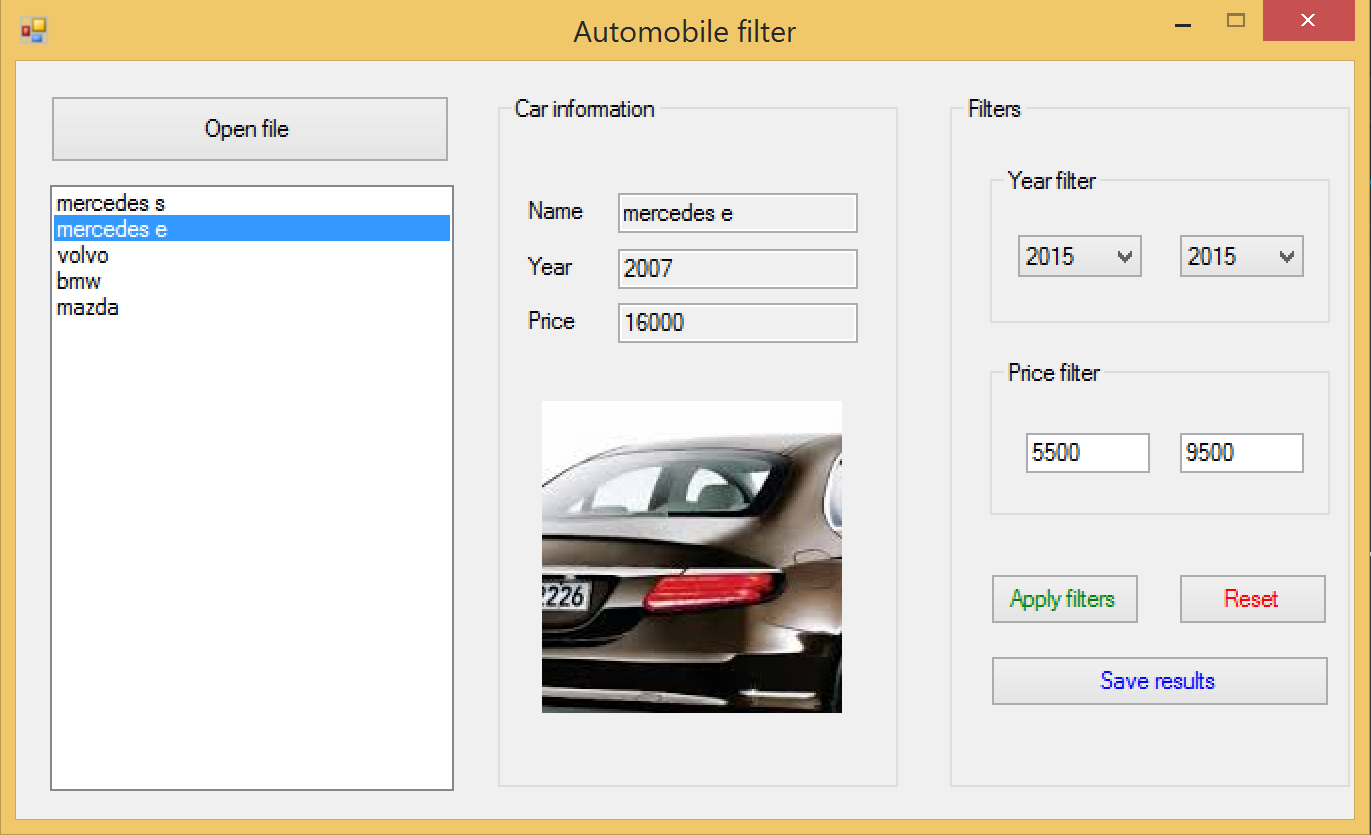 Automobile filter
Open file
mercedes s
mercedes e
volvo
bmw
mazda
Car information
Name
mercedes e
Year
2007
Price
16000
2226
Filters
Year filter
2015
2015
Price filter
5500
9500
Apply filters
Reset
Save results